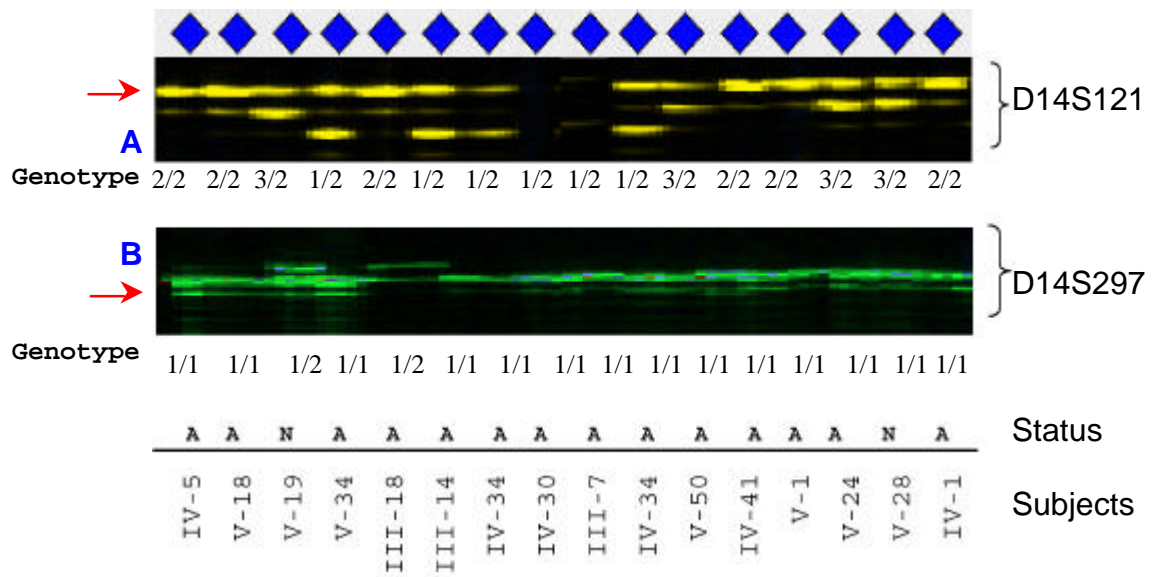 D14S121
A
Genotype 2/2 2/2 3/2 1/2 2/2 1/2 1/2 1/2 1/2 1/2 3/2 2/2 2/2 3/2 3/2 2/2
B
D14S297
Genotype 1/1 1/1 1/2 1/1 1/2 1/1 1/1 1/1 1/1 1/1 1/1 1/1 1/1 1/1 1/1 1/1
A A N A A A A A A A A A A A N A Status
IV-5 V-18 V-19 V-34 III-18 III-14 IV-34 IV-30 III-7 IV-34 V-50 IV-41 V-1 V-24 V-28 IV-1 Subjects